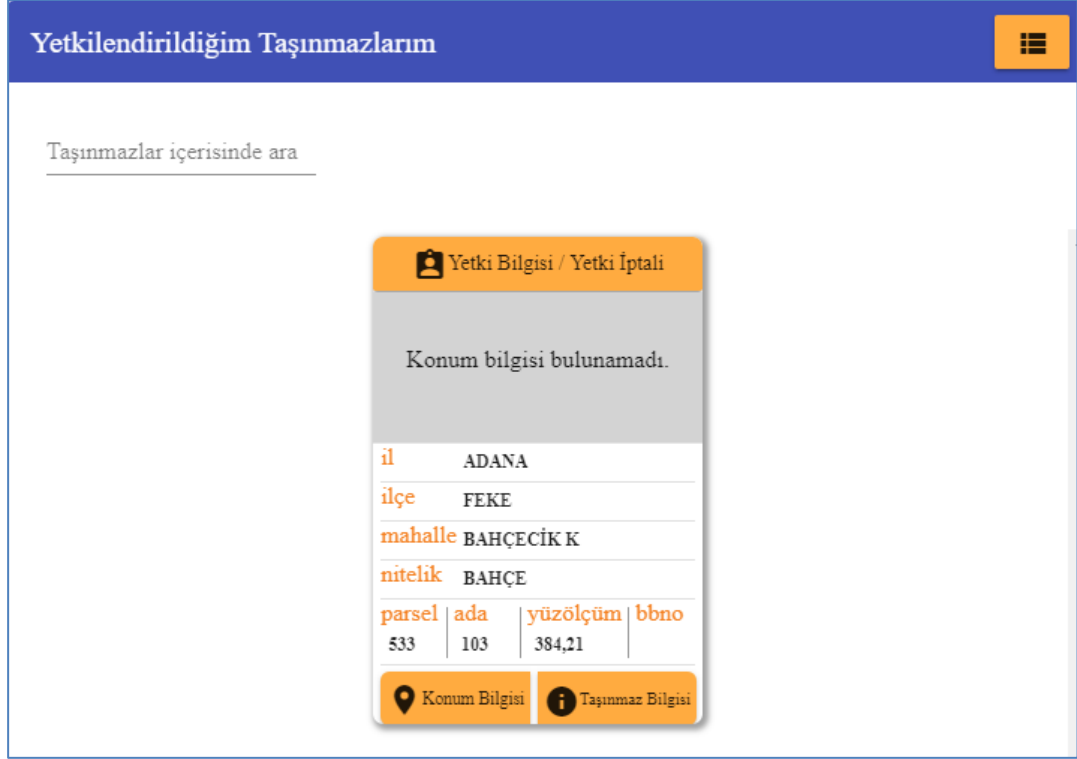 Yetkilendirildiğim Taşınmazlarım
Taşınmazlar içerisinde ara
Yetki Bilgisi / Yetki İptali
Konum bilgisi bulunamadı.
il ADANA
ilçe FEKE
mahalle BAHÇECİK K
nitelik BAHÇE
parsel ada yüzölçüm bbno
533 103 384,21
Konum Bilgisi Taşınmaz Bilgisi